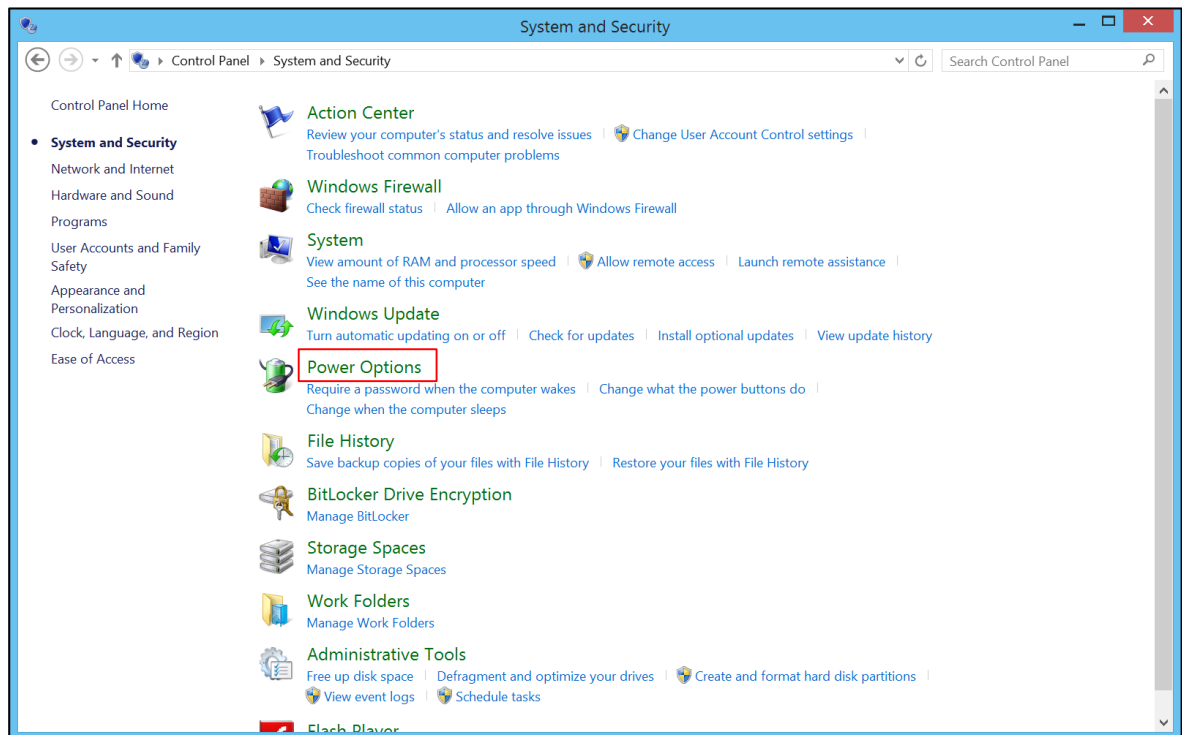 System and Security
Control Panel System and Security
Search Control Panel
Control Panel Home
System and Security
Network and Internet
Hardware and Sound
Programs
User Accounts and Family
Safety
Appearance and
Personalization
Clock, Language, and Region
Ease of Access
Action Center
Review your computer's status and resolve issues Change User Account Control settings
Troubleshoot common computer problems
Windows Firewall
Check firewall status Allow an app through Windows Firewall
System
View amount of RAM and processor speed Allow remote access Launch remote assistance
See the name of this computer
Windows Update
Turn automatic updating on or off Check for updates Install optional updates View update history
Power Options
Require a password when the computer wakes Change what the power buttons do
Change when the computer sleeps
File History
Save backup copies of your files with File History Restore your files with File History
BitLocker Drive Encryption
Manage BitLocker
Storage Spaces
Manage Storage Spaces
Work Folders
Manage Work Folders
Administrative Tools
Free up disk space Defragment and optimize your drives Create and format hard disk partitions
View event logs Schedule tasks
Flash Player